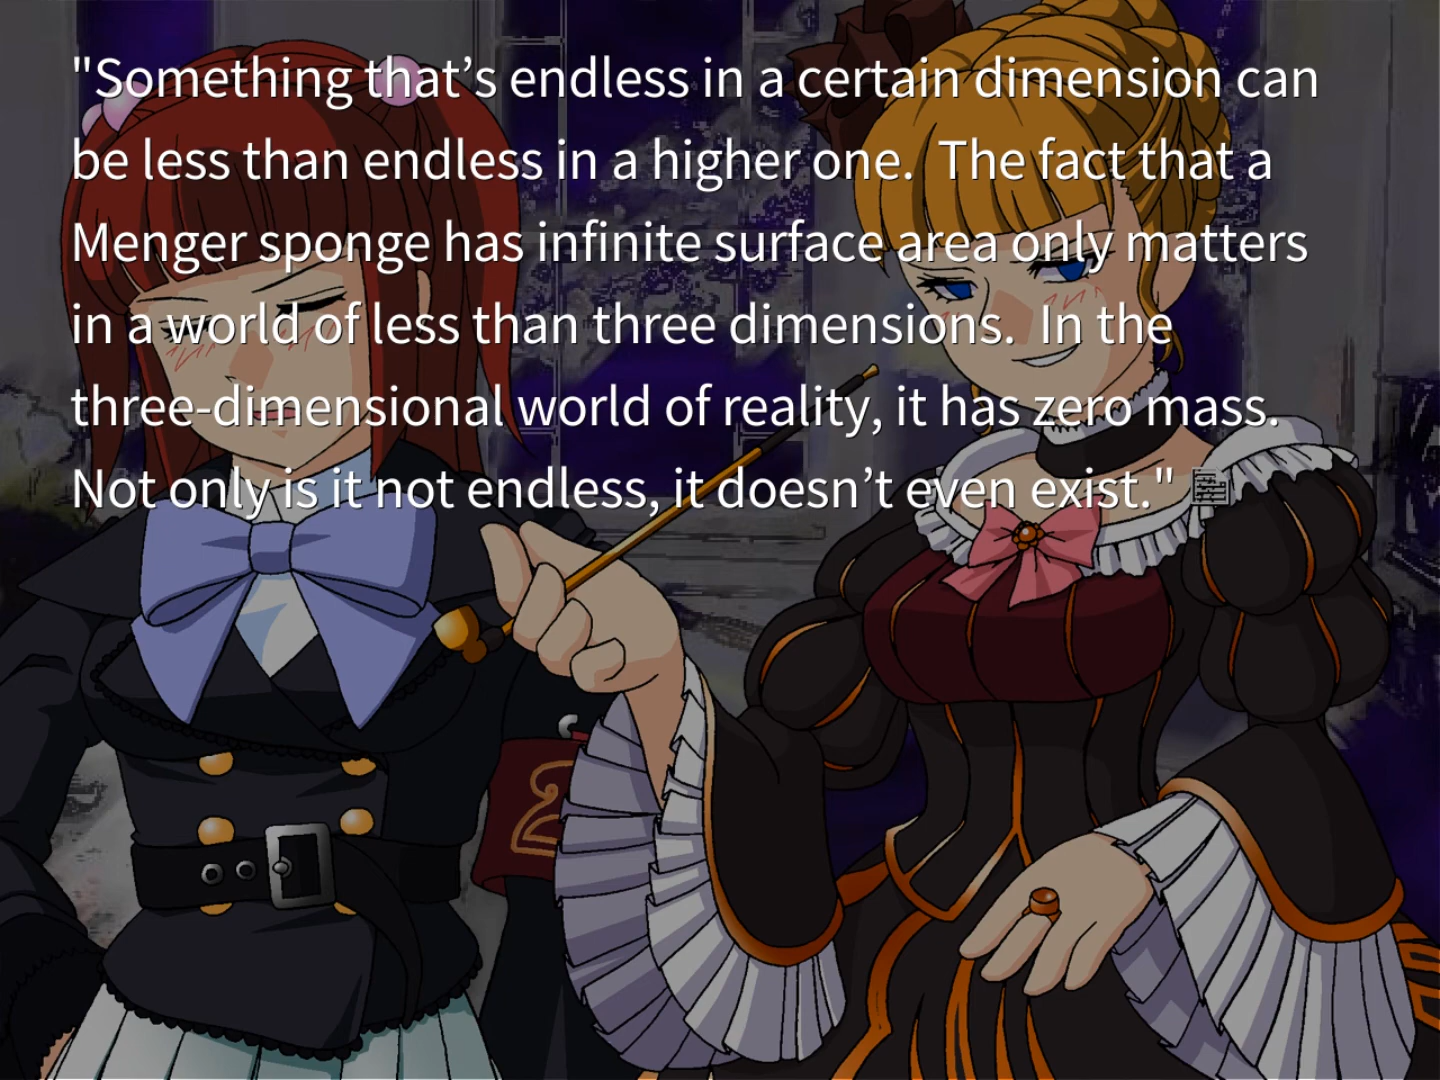 "Something that’s endless in a certain dimension can
be less than endless in a higher one.  The fact that a
Menger sponge has infinite surface area only matters
in a world of less than three dimensions.  In the
three-dimensional world of reality, it has zero mass.
Not only is it not endless, it doesn’t even exist."
2